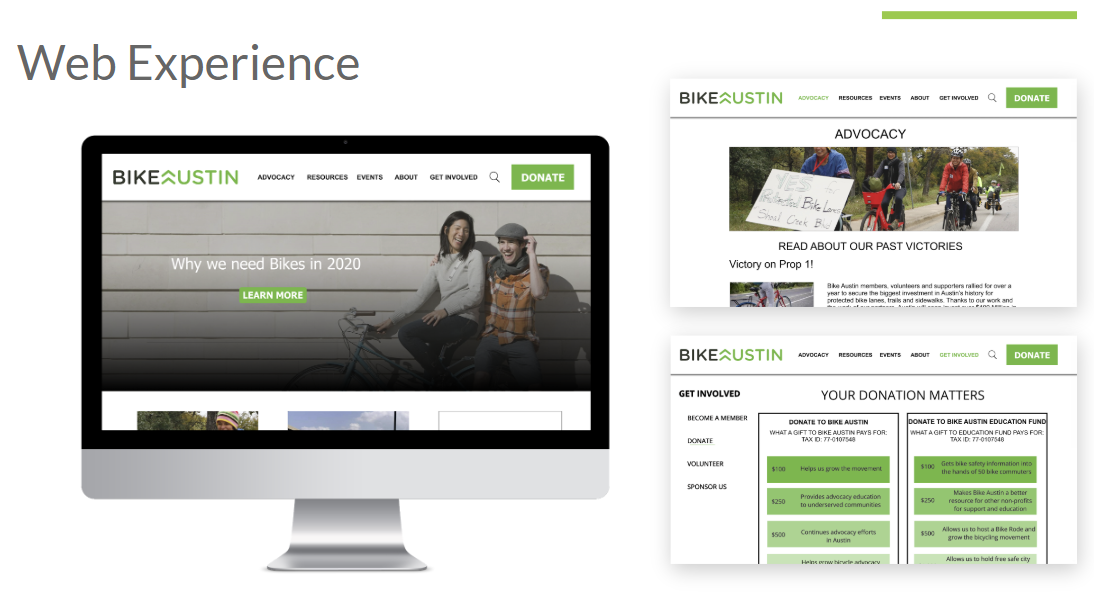 Web Experience
BIKEAUSTIN ADVOCACY RESOURCES EVENTS ABOUT GET INVOLVED DONATE
Why we need Bikes in 2020
LEARN MORE
BIKEAUSTIN ADVOCACY RESOURCES EVENTS ABOUT GET INVOLVED DONATE
ADVOCACY
YES
Protected Bike Lanes
Shoal Creek Blvd
READ ABOUT OUR PAST VICTORIES
Victory on Prop 1!
Bike Austin members, volunteers and supporters rallied for over a
year to secure the biggest investment in Austin's history for
protected bike lanes, trails and sidewalks. Thanks to our work and
BIKEAUSTIN ADVOCACY RESOURCES EVENTS ABOUT GET INVOLVED DONATE
GET INVOLVED
BECOME A MEMBER
DONATE
VOLUNTEER
SPONSOR US
YOUR DONATION MATTERS
DONATE TO BIKE AUSTIN
WHAT A GIFT TO BIKE AUSTIN PAYS FOR:
TAX ID: 77-0107548
$100 Helps us grow the movement
$250 Provides advocacy education
to underserved communities
$500 Continues advocacy efforts
in Austin
Helps grow bicycle advocacy
DONATE TO BIKE AUSTIN EDUCATION FUND
WHAT A GIFT TO EDUCATION FUND PAYS FOR:
TAX ID: 77-0107548
$100 Gets bike safety information into
the hands of 50 bike commuters
$250 Makes Bike Austin a better
resource for other non-profits
for support and education
$500 Allows us to host a Bike Rode and
grow the bicycling movement
Allows us to hold free safe city